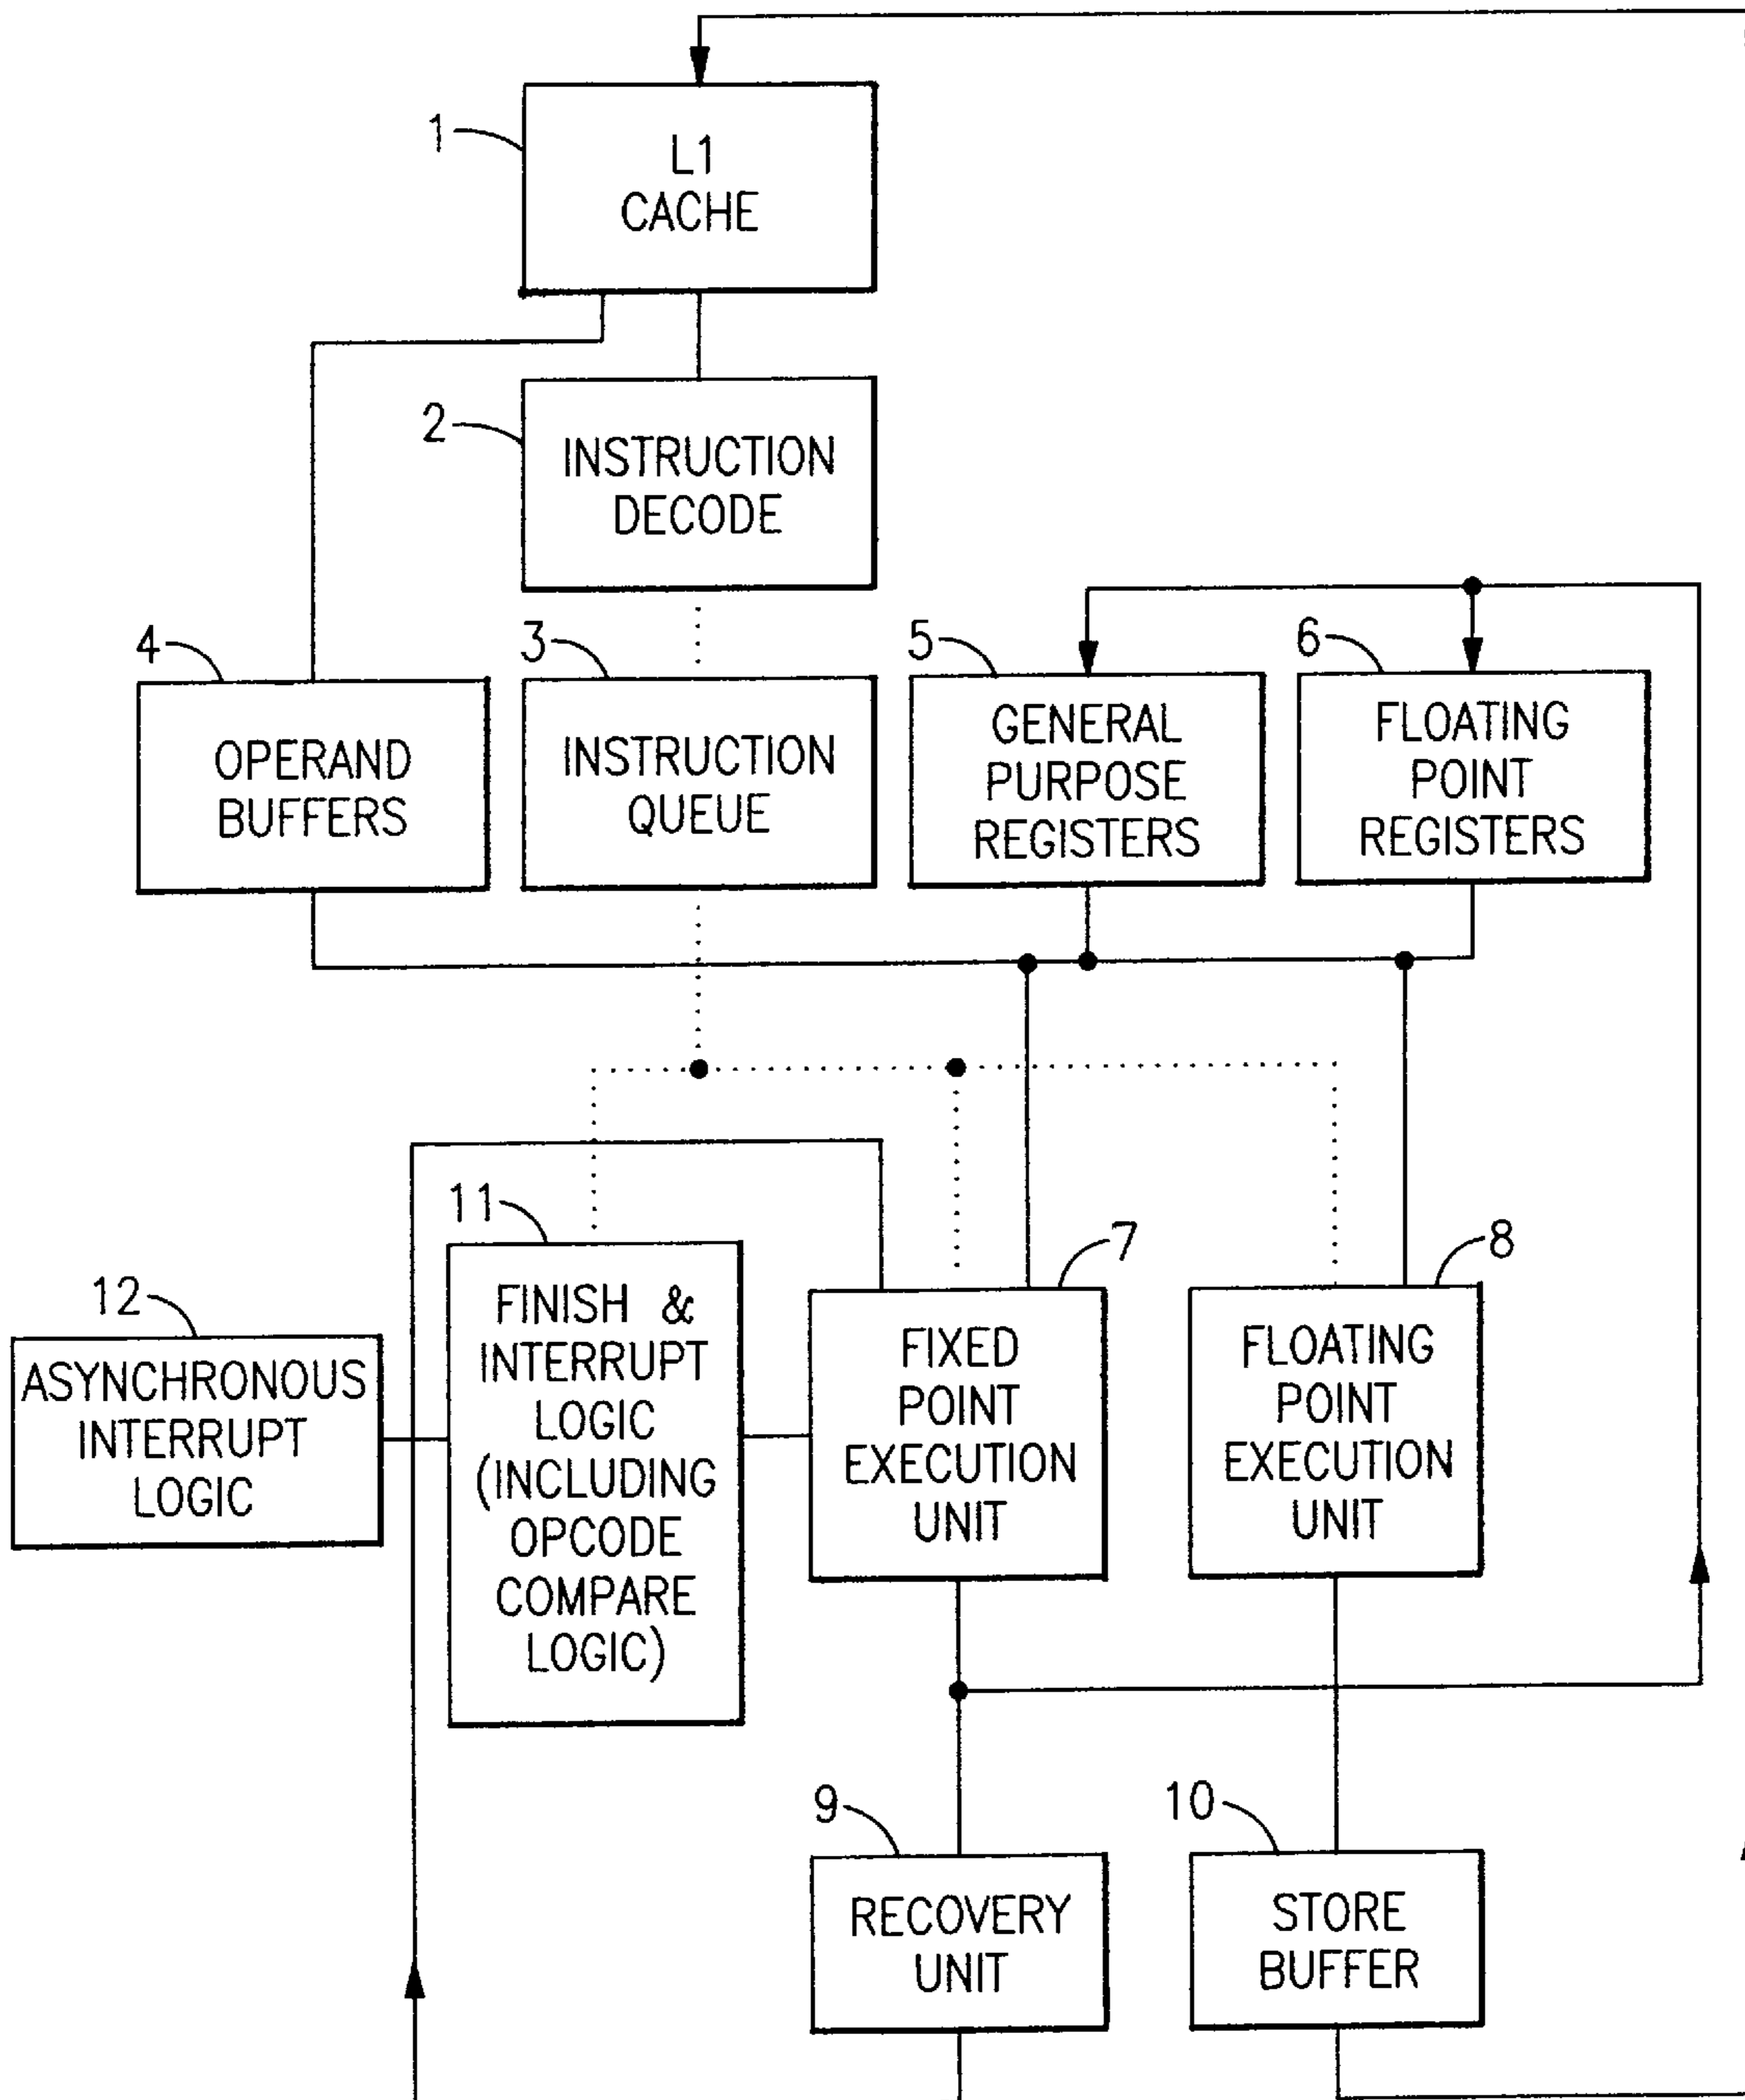 1
L1
CACHE
2
INSTRUCTION
DECODE
4
OPERAND
BUFFERS
3
INSTRUCTION
QUEUE
5
GENERAL
PURPOSE
REGISTERS
6
FLOATING
POINT
REGISTERS
12
ASYNCHRONOUS
INTERRUPT
LOGIC
11
FINISH &
INTERRUPT
LOGIC
(INCLUDING
OPCODE
COMPARE
LOGIC)
7
FIXED
POINT
EXECUTION
UNIT
8
FLOATING
POINT
EXECUTION
UNIT
9
RECOVERY
UNIT
10
STORE
BUFFER